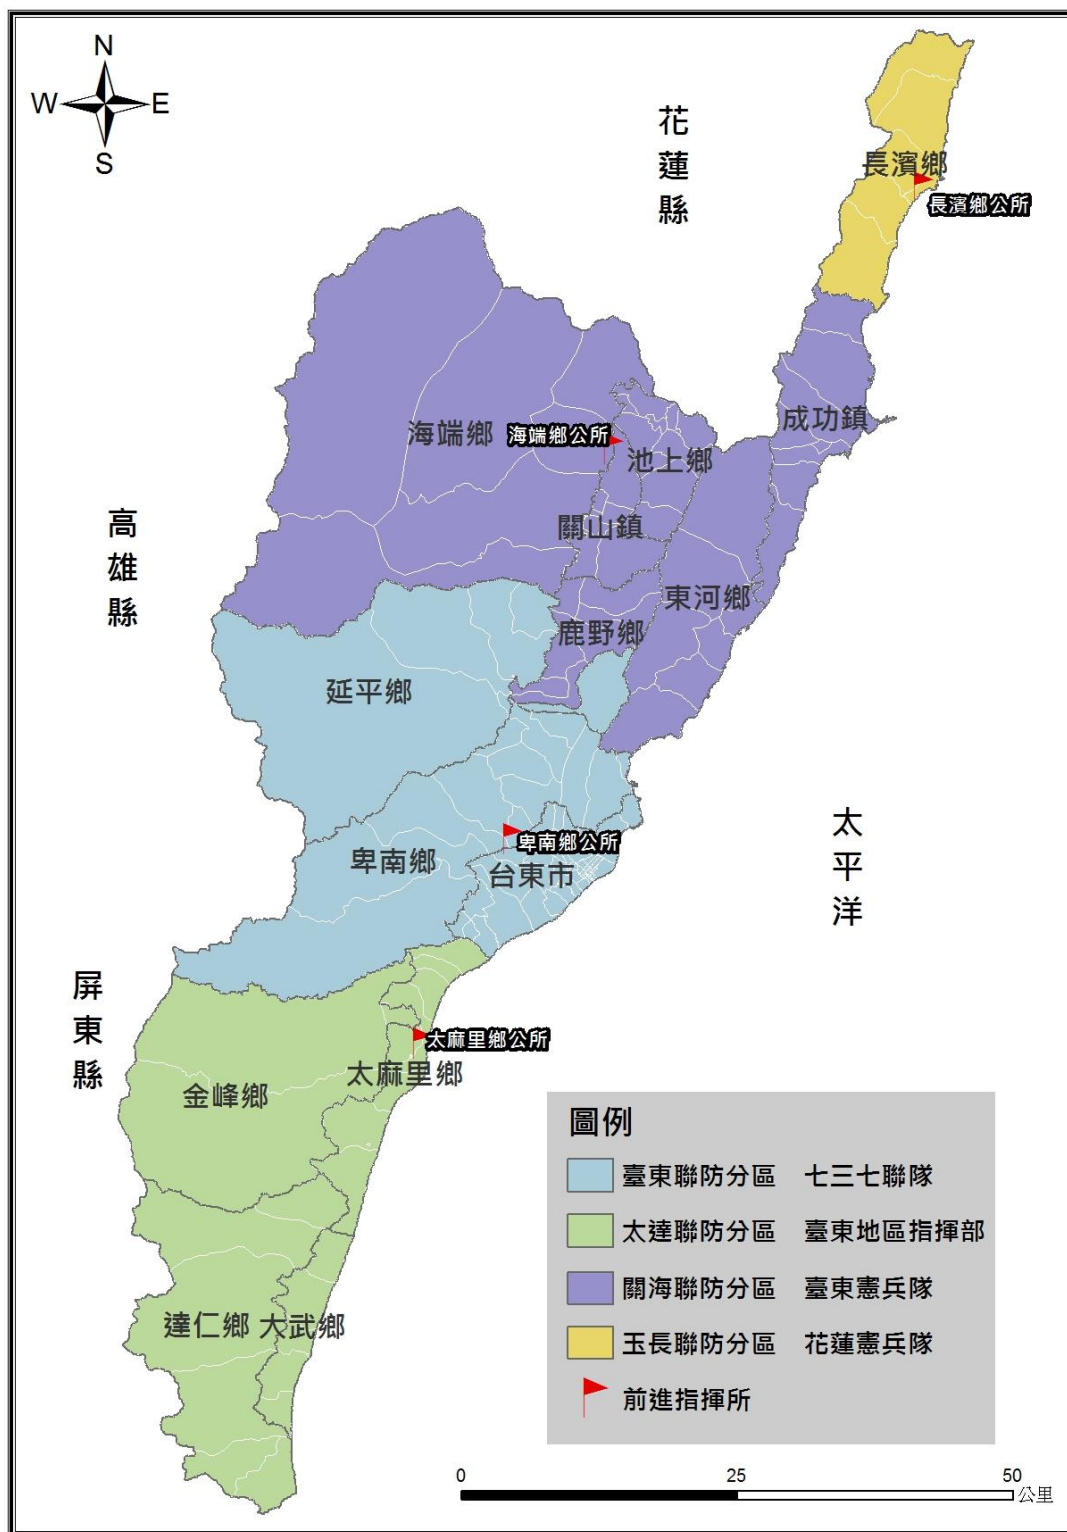 N
W
E
S
花蓮縣
長濱鄉
長濱鄉公所
成功鎮
海端鄉
海端鄉公所
池上鄉
高雄縣
關山鎮
東河鄉
鹿野鄉
延平鄉
太平洋
卑南鄉公所
卑南鄉
台東市
屏東縣
太麻里鄉公所
太麻里鄉
金峰鄉
達仁鄉
大武鄉
圖例
臺東聯防分區 七三七聯隊
太達聯防分區 臺東地區指揮部
關海聯防分區 臺東憲兵隊
玉長聯防分區 花蓮憲兵隊
前進指揮所
0 25 50
公里